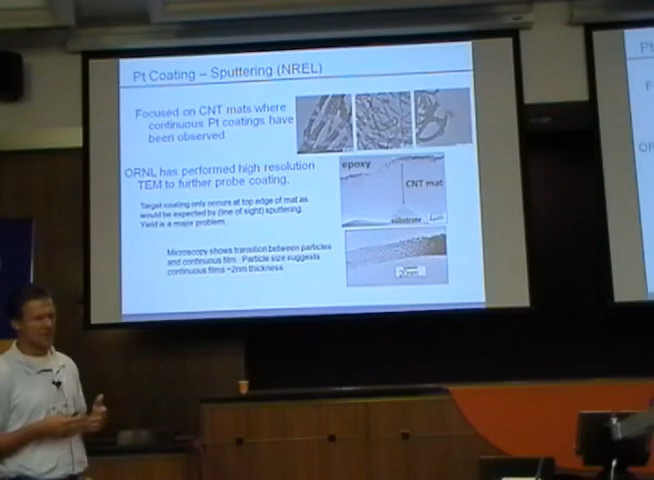 Pt Coating – Sputtering (NREL)
Focused on CNT mats where
continuous Pt coatings have
been observed
ORNL has performed high resolution
TEM to further probe coating.
Target coating only occurs at top edge of mat as
would be expected by (line of sight) sputtering.
Yield is a major problem.
Microscopy shows transition between particles
and continuous film. Particle size suggests
continuous films ~2nm thickness.
epoxy
CNT mat
substrate
Pt
F
OR